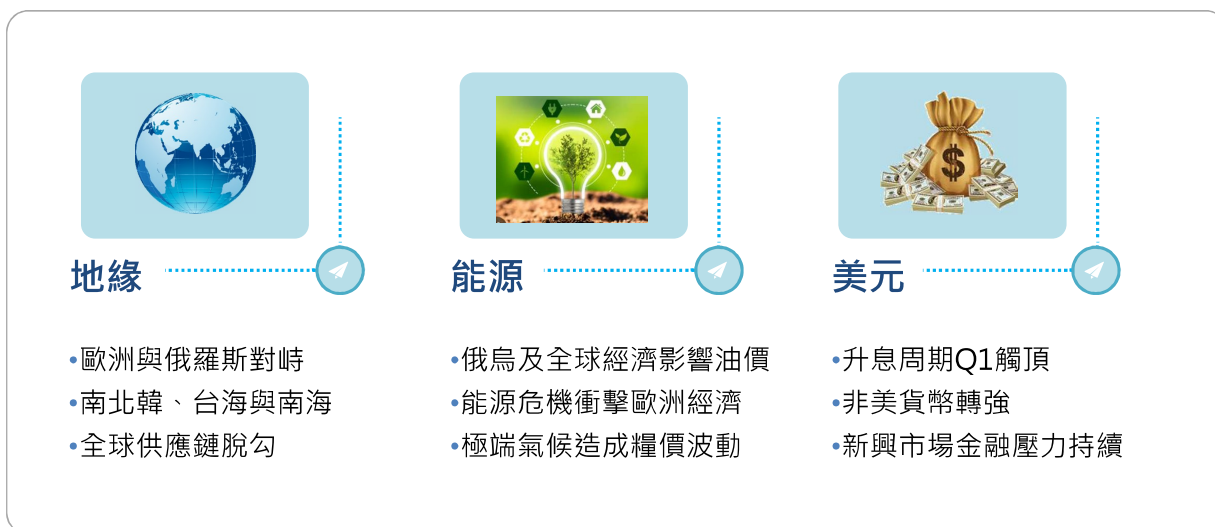 地緣
•歐洲與俄羅斯對峙
•南北韓、台海與南海
•全球供應鏈脫勾
能源
•俄烏及全球經濟影響油價
•能源危機衝擊歐洲經濟
•極端氣候造成糧價波動
$
美元
•升息周期Q1觸頂
•非美貨幣轉強
•新興市場金融壓力持續